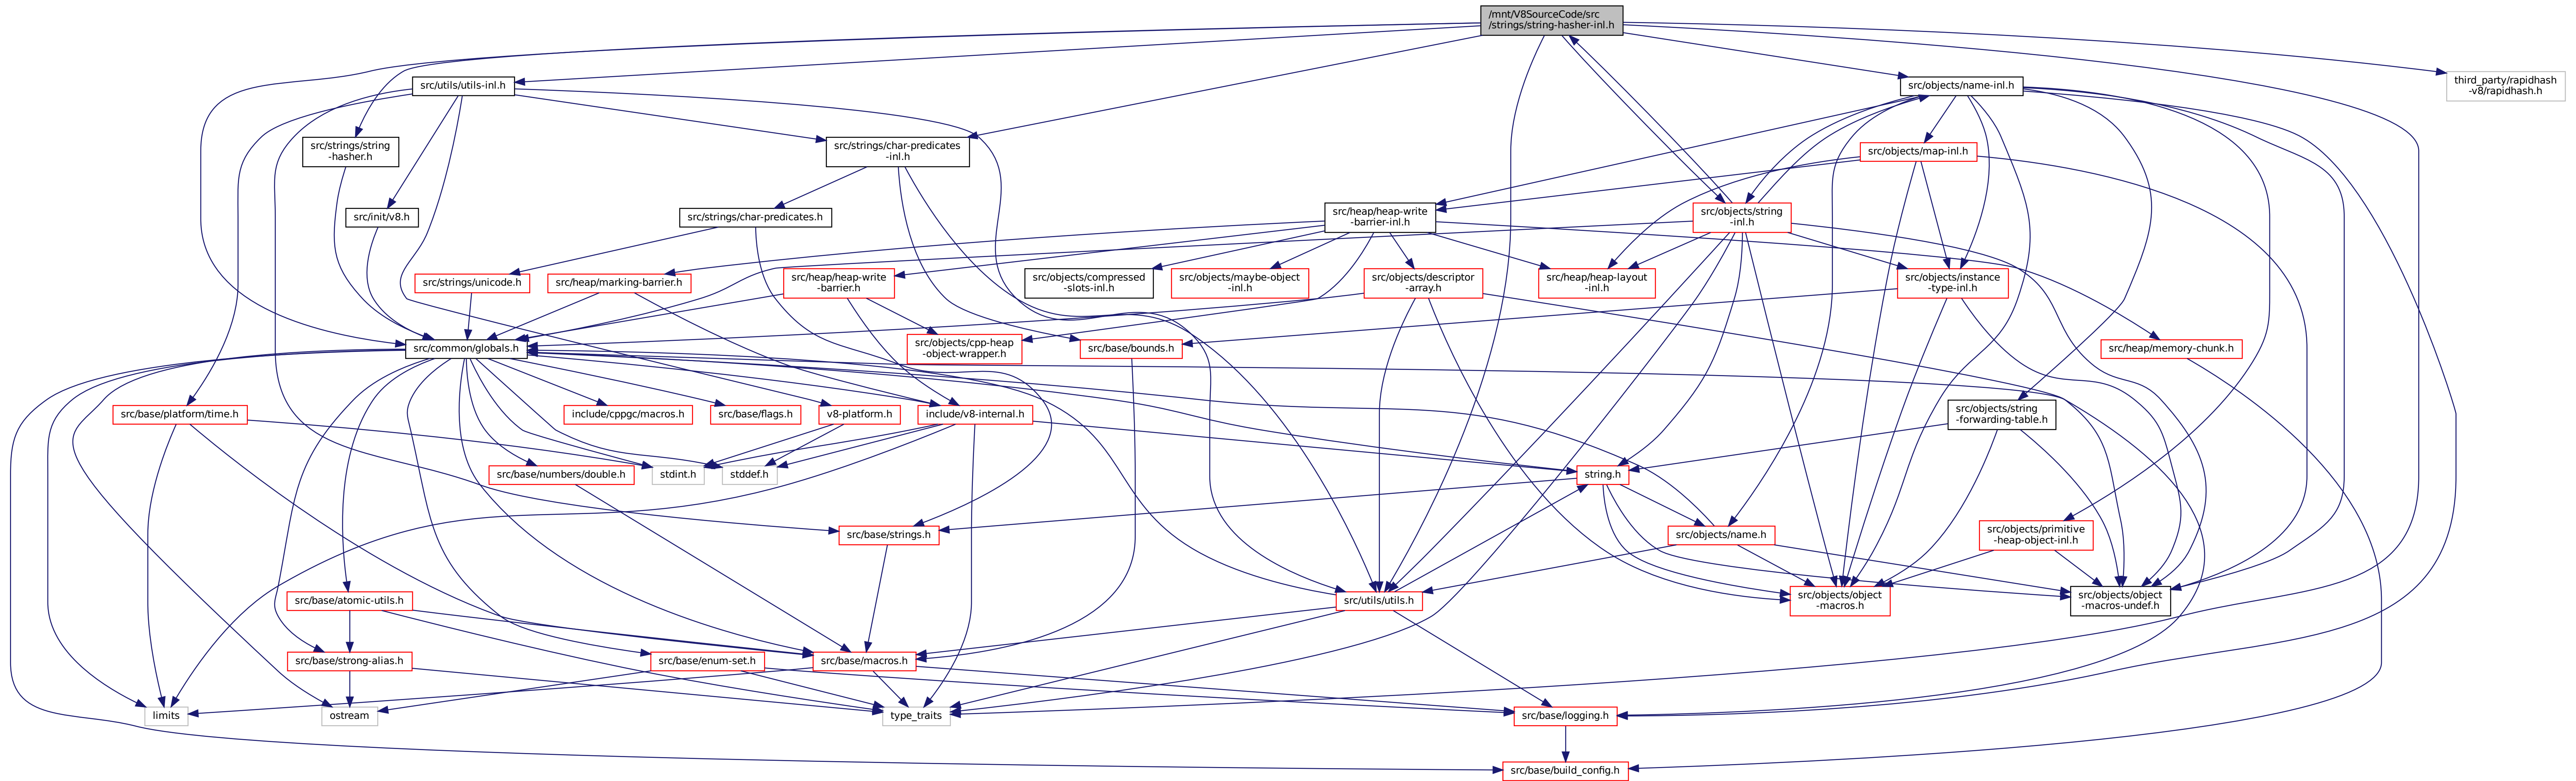 /mnt/V8SourceCode/src
/strings/string-hasher-inl.h
src/utils/utils-inl.h
src/objects/name-inl.h
third_party/rapidhash
-v8/rapidhash.h
src/strings/string
-hasher.h
src/strings/char-predicates
-inl.h
src/objects/map-inl.h
src/init/v8.h
src/strings/char-predicates.h
src/heap/heap-write
-barrier-inl.h
src/objects/string
-inl.h
src/strings/unicode.h
src/heap/marking-barrier.h
src/heap/heap-write
-barrier.h
src/objects/compressed
-slots-inl.h
src/objects/maybe-object
-inl.h
src/objects/descriptor
-array.h
src/heap/heap-layout
-inl.h
src/objects/instance
-type-inl.h
src/common/globals.h
src/objects/cpp-heap
-object-wrapper.h
src/base/bounds.h
src/heap/memory-chunk.h
src/base/platform/time.h
include/cppgc/macros.h
src/base/flags.h
v8-platform.h
include/v8-internal.h
src/objects/string
-forwarding-table.h
src/base/numbers/double.h
stdint.h
stddef.h
string.h
src/base/strings.h
src/objects/name.h
src/objects/primitive
-heap-object-inl.h
src/base/atomic-utils.h
src/utils/utils.h
src/objects/object
-macros.h
src/objects/object
-macros-undef.h
src/base/strong-alias.h
src/base/enum-set.h
src/base/macros.h
limits
ostream
type_traits
src/base/logging.h
src/base/build_config.h